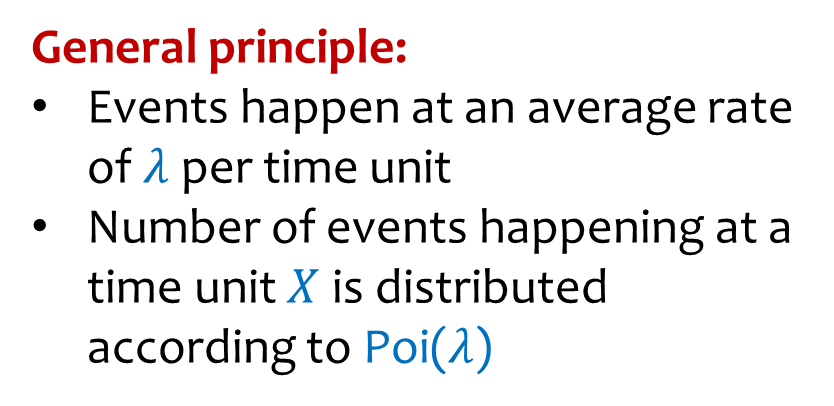 General principle:
• Events happen at an average rate
of λ per time unit
• Number of events happening at a
time unit X is distributed
according to Poi(λ)